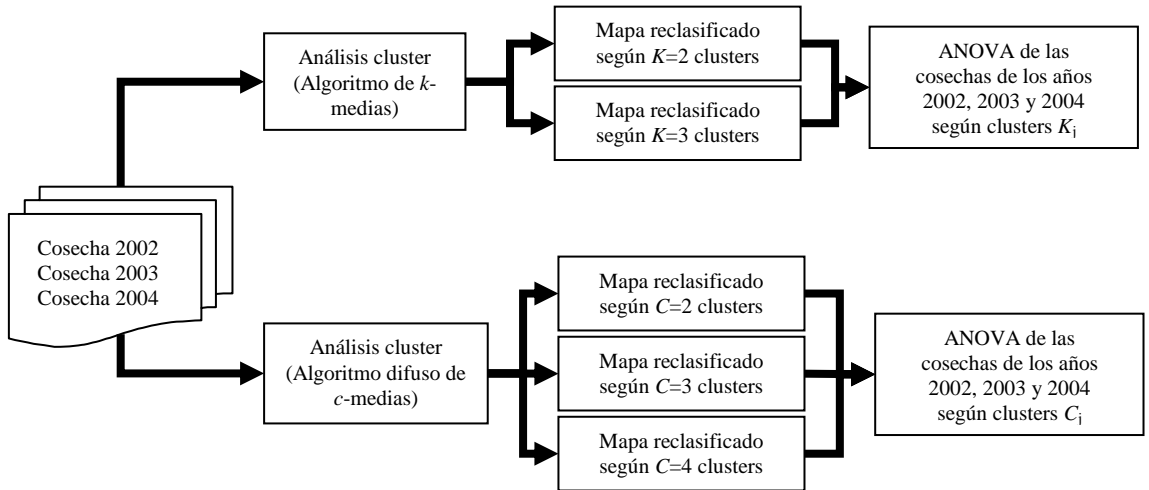 Cosecha 2002
Cosecha 2003
Cosecha 2004
Análisis cluster
(Algoritmo de k-
medias)
Mapa reclasificado
según K=2 clusters
Mapa reclasificado
según K=3 clusters
ANOVA de las
cosechas de los años
2002, 2003 y 2004
según clusters Kj
Análisis cluster
(Algoritmo difuso de
c-medias)
Mapa reclasificado
según C=2 clusters
Mapa reclasificado
según C=3 clusters
Mapa reclasificado
según C=4 clusters
ANOVA de las
cosechas de los años
2002, 2003 y 2004
según clusters Cj